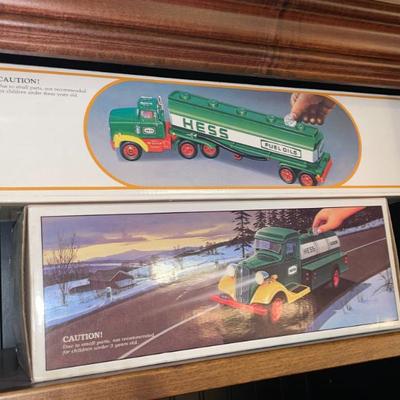 CAUTION!
Due to small parts, not recommended
for children under three years old.
HESS
HESS
FUEL OILS
HESS
CAUTION!
Due to small parts, not recommended
for children under 3 years old.